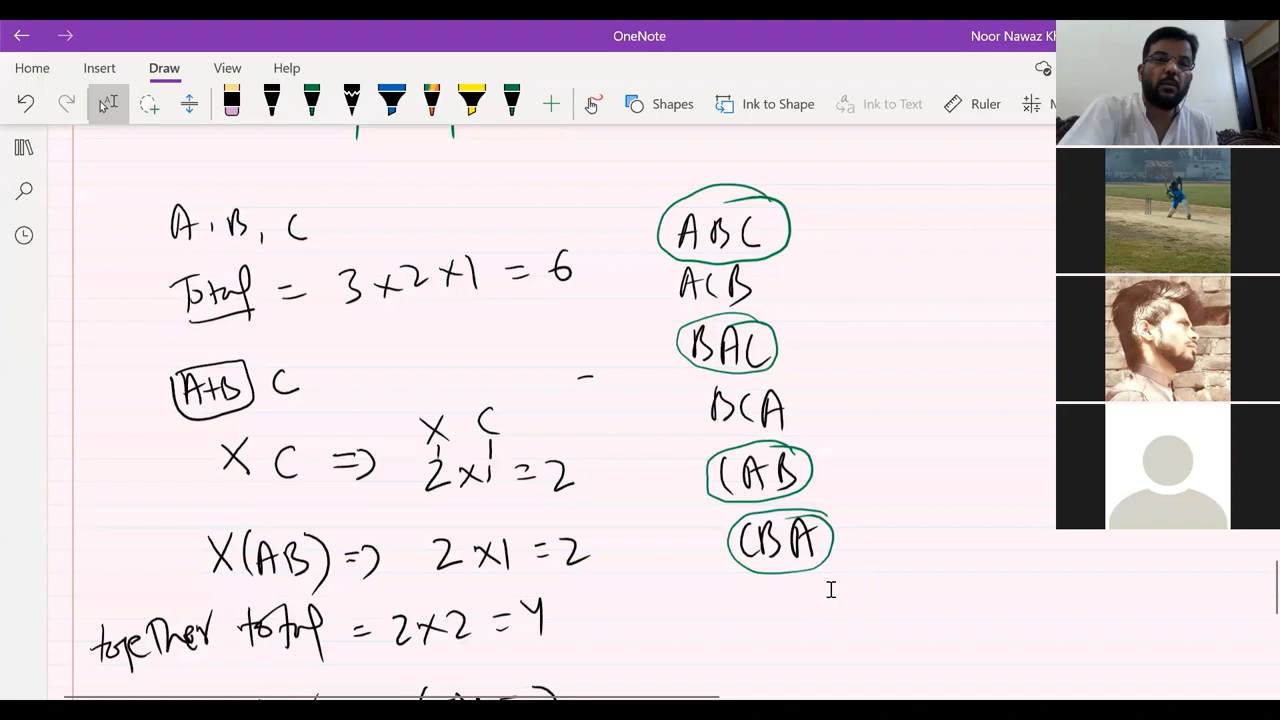 OneNote
Noor Nawaz Kh
Home Insert Draw View Help
Shapes Ink to Shape Ink to Text Ruler M
A, B, C
Total = 3 x 2 x 1 = 6
A+B C
X C
X C => 2 x 1 = 2
X(AB) => 2 x 1 = 2
together total = 2 x 2 = 4
ABC
ACB
BAC
BCA
CAB
CBA